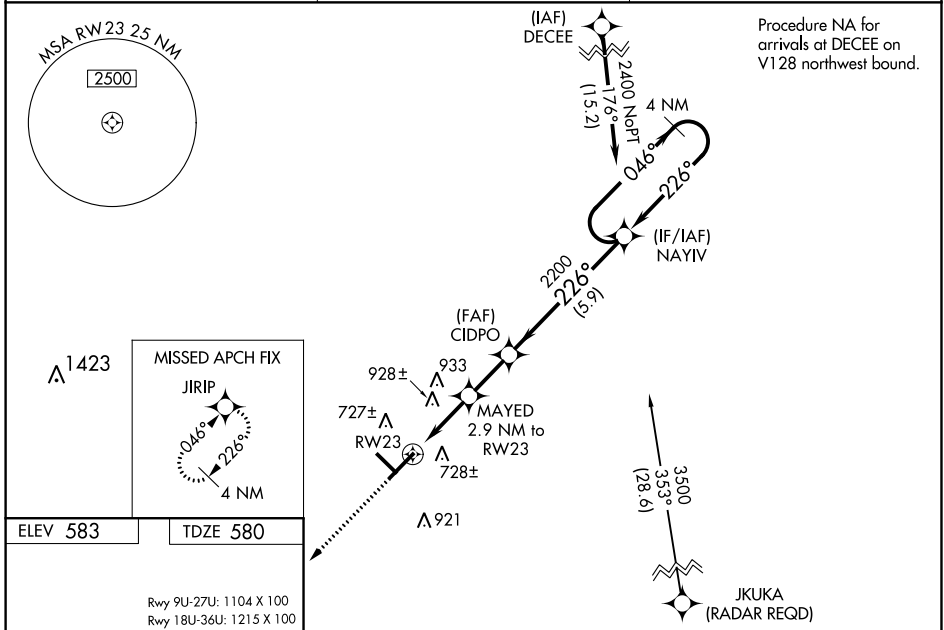 MSA RW23 25 NM
2500
(IAF)
DECEE
Procedure NA for
arrivals at DECEE on
V128 northwest bound.
2400 NoPT
176°
(15.2)
4 NM
046°
226°
(IF/IAF)
NAYIV
2200
226°
(5.9)
(FAF)
CIDPO
1423
MISSED APCH FIX
JIRIP
046°
226°
4 NM
933
928±
MAYED
2.9 NM to
RW23
727±
RW23
728±
921
3500
353°
(28.6)
JKUKA
(RADAR REQD)
ELEV 583
TDZE 580
Rwy 9U-27U: 1104 X 100
Rwy 18U-36U: 1215 X 100